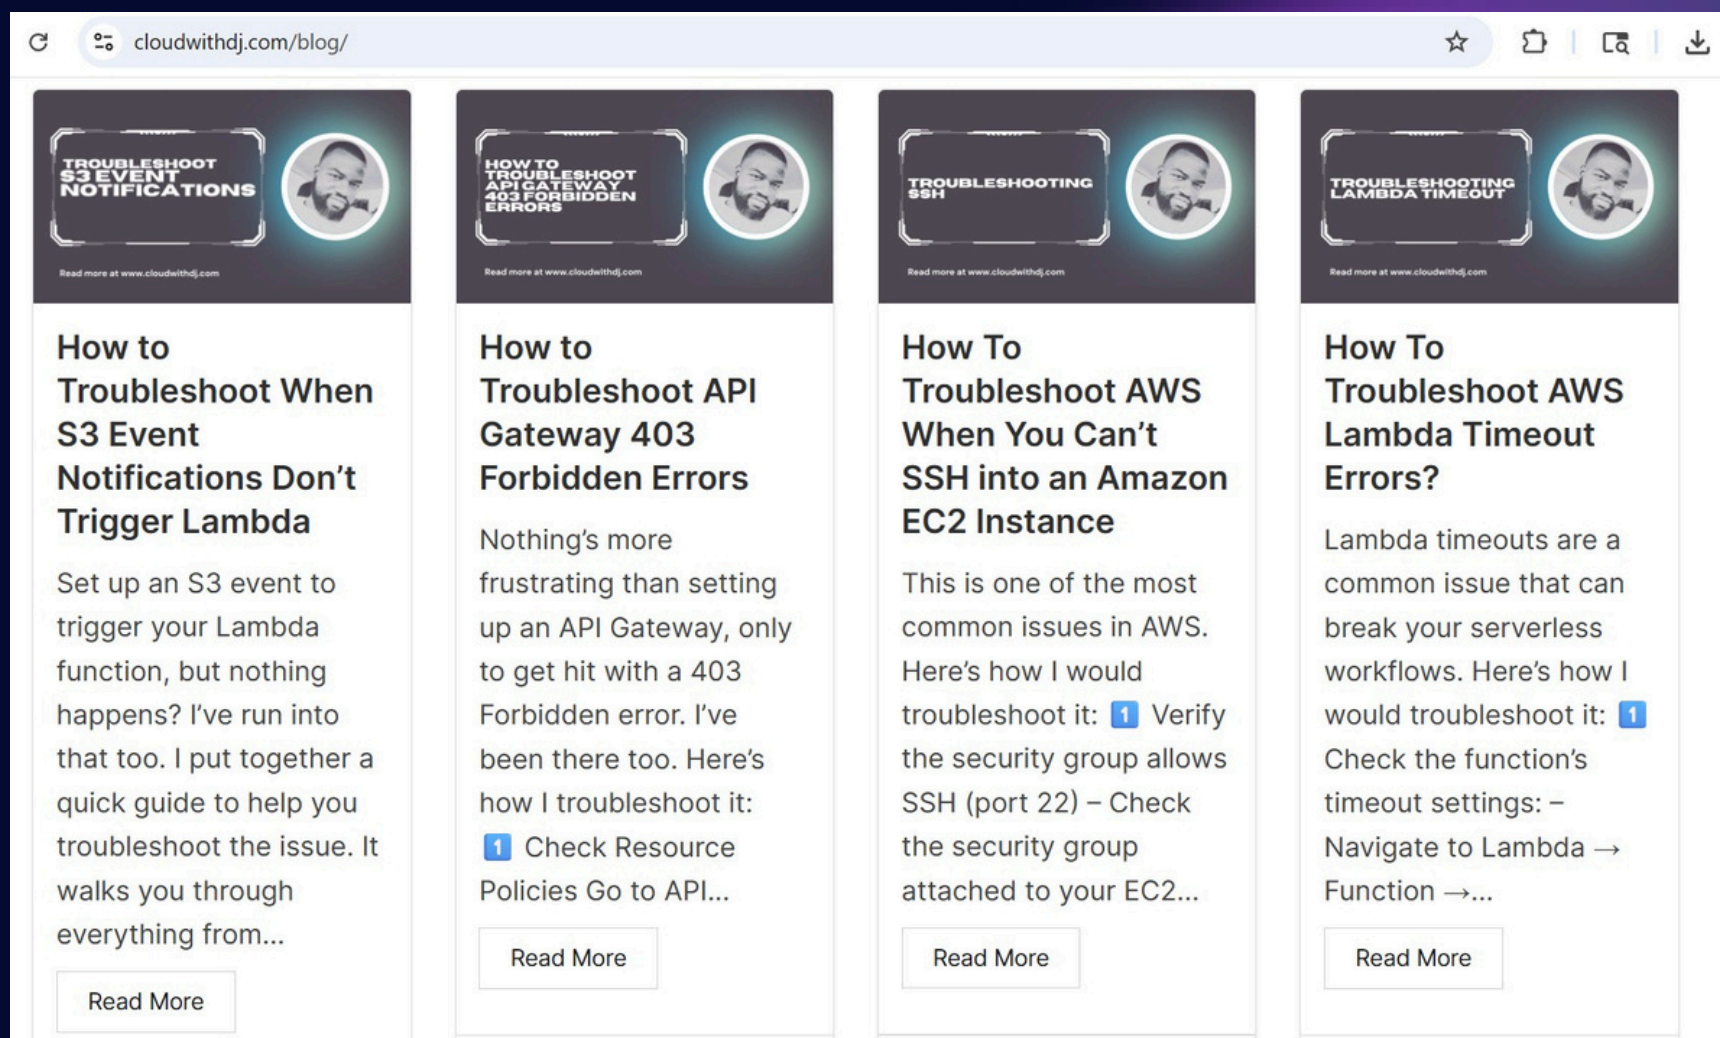 cloudwithdj.com/blog/
TROUBLESHOOT
S3 EVENT
NOTIFICATIONS
Read more at www.cloudwithdj.com
How to
Troubleshoot When
S3 Event
Notifications Don’t
Trigger Lambda
Set up an S3 event to
trigger your Lambda
function, but nothing
happens? I’ve run into
that too. I put together a
quick guide to help you
troubleshoot the issue. It
walks you through
everything from...
Read More
HOW TO
TROUBLESHOOT
API GATEWAY
403 FORBIDDEN
ERRORS
Read more at www.cloudwithdj.com
How to
Troubleshoot API
Gateway 403
Forbidden Errors
Nothing’s more
frustrating than setting
up an API Gateway, only
to get hit with a 403
Forbidden error. I’ve
been there too. Here’s
how I troubleshoot it:
1️⃣ Check Resource
Policies Go to API...
Read More
TROUBLESHOOTING
SSH
Read more at www.cloudwithdj.com
How To
Troubleshoot AWS
When You Can’t
SSH into an Amazon
EC2 Instance
This is one of the most
common issues in AWS.
Here’s how I would
troubleshoot it: 1️⃣ Verify
the security group allows
SSH (port 22) – Check
the security group
attached to your EC2...
Read More
TROUBLESHOOTING
LAMBDA TIMEOUT
Read more at www.cloudwithdj.com
How To
Troubleshoot AWS
Lambda Timeout
Errors?
Lambda timeouts are a
common issue that can
break your serverless
workflows. Here’s how I
would troubleshoot it: 1️⃣
Check the function’s
timeout settings: –
Navigate to Lambda →
Function →...
Read More